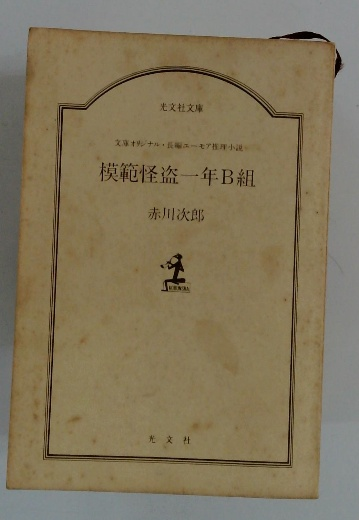 光文社文庫
文庫オリジナル・長編ユーモア推理小説
模範怪盗一年B組
赤川次郎
KOBUNSHA
光文社